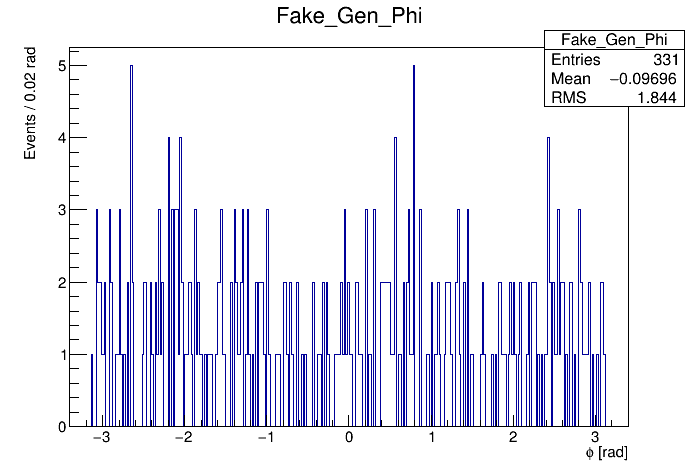 Fake_Gen_Phi
Fake_Gen_Phi
Entries 331
Mean −0.09696
RMS 1.844
Events / 0.02 rad
5
4
3
2
1
0
−3 −2 −1 0 1 2 3
ϕ [rad]